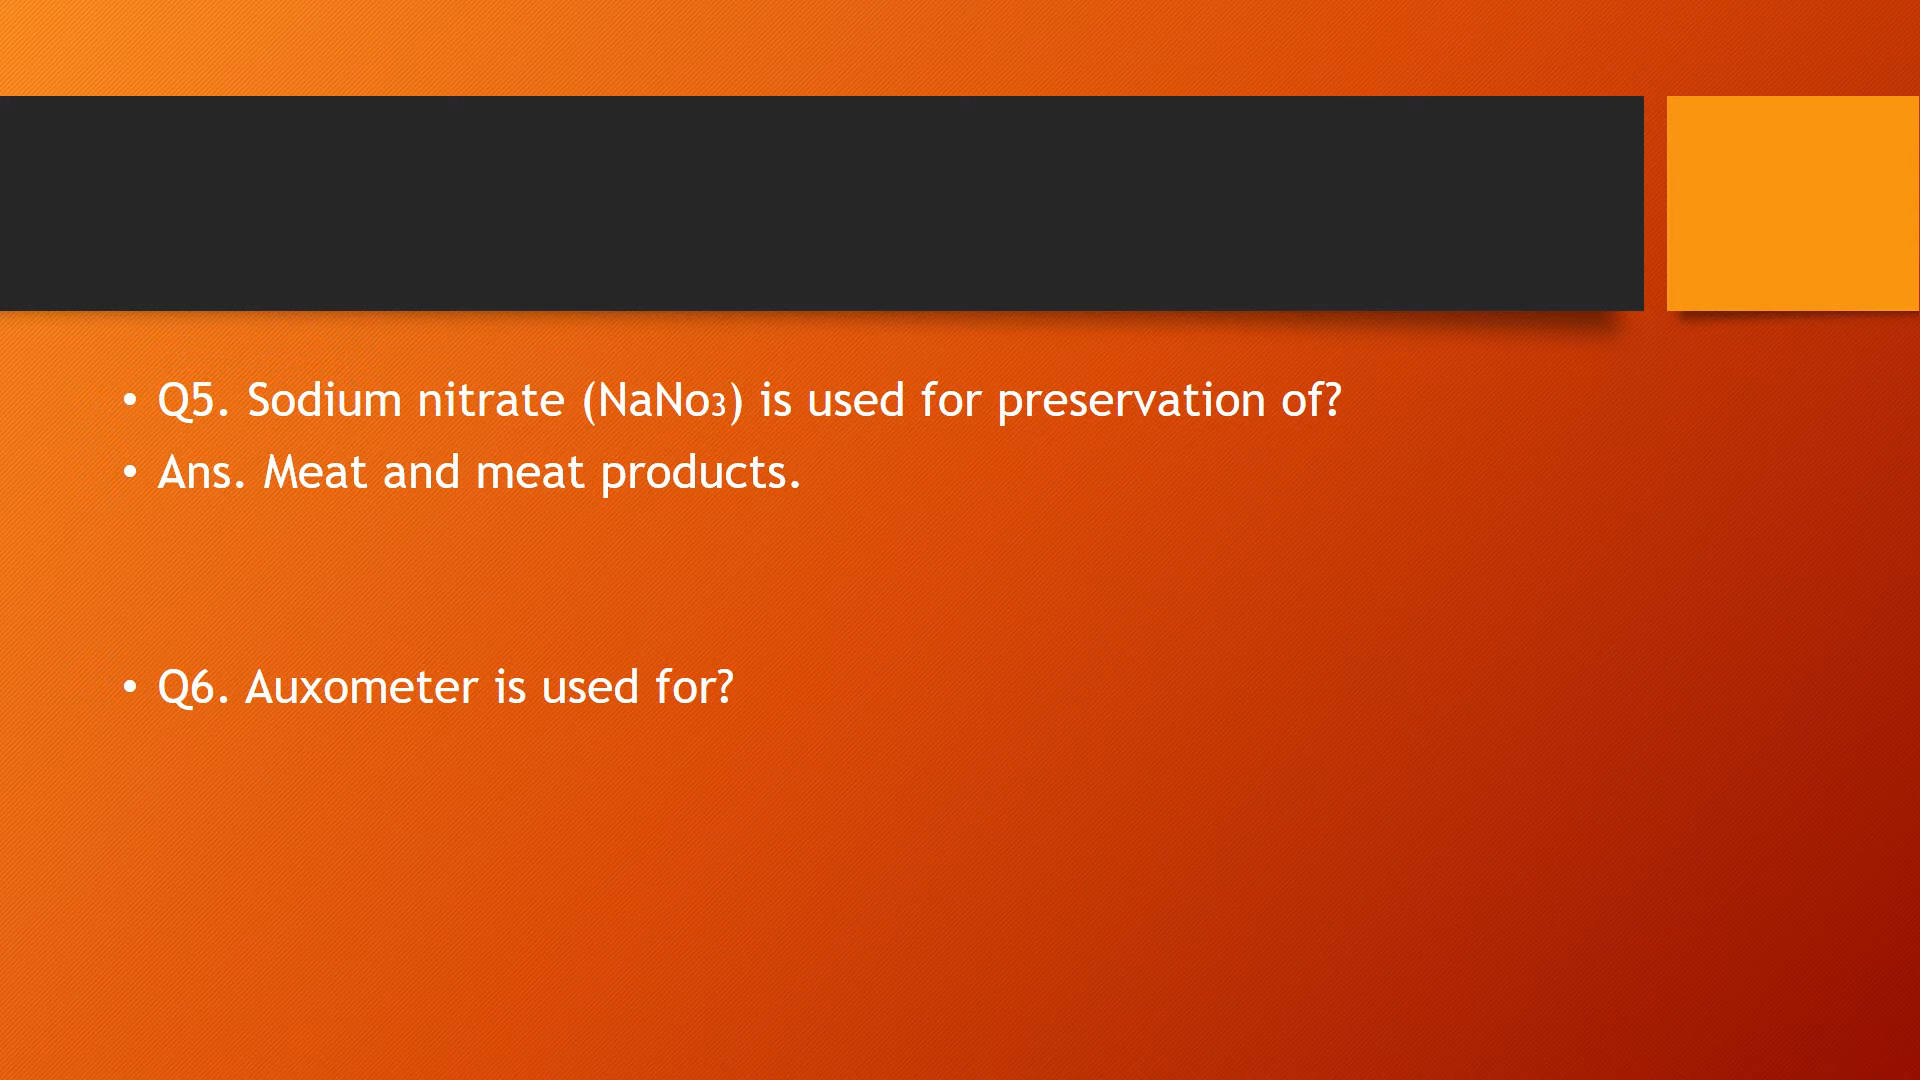 • Q5. Sodium nitrate (NaNo₃) is used for preservation of?
• Ans. Meat and meat products.
• Q6. Auxometer is used for?